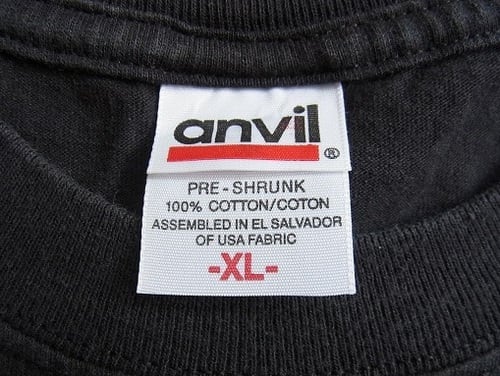 anvil
®
PRE-SHRUNK
100% COTTON/COTON
ASSEMBLED IN EL SALVADOR
OF USA FABRIC
-XL-